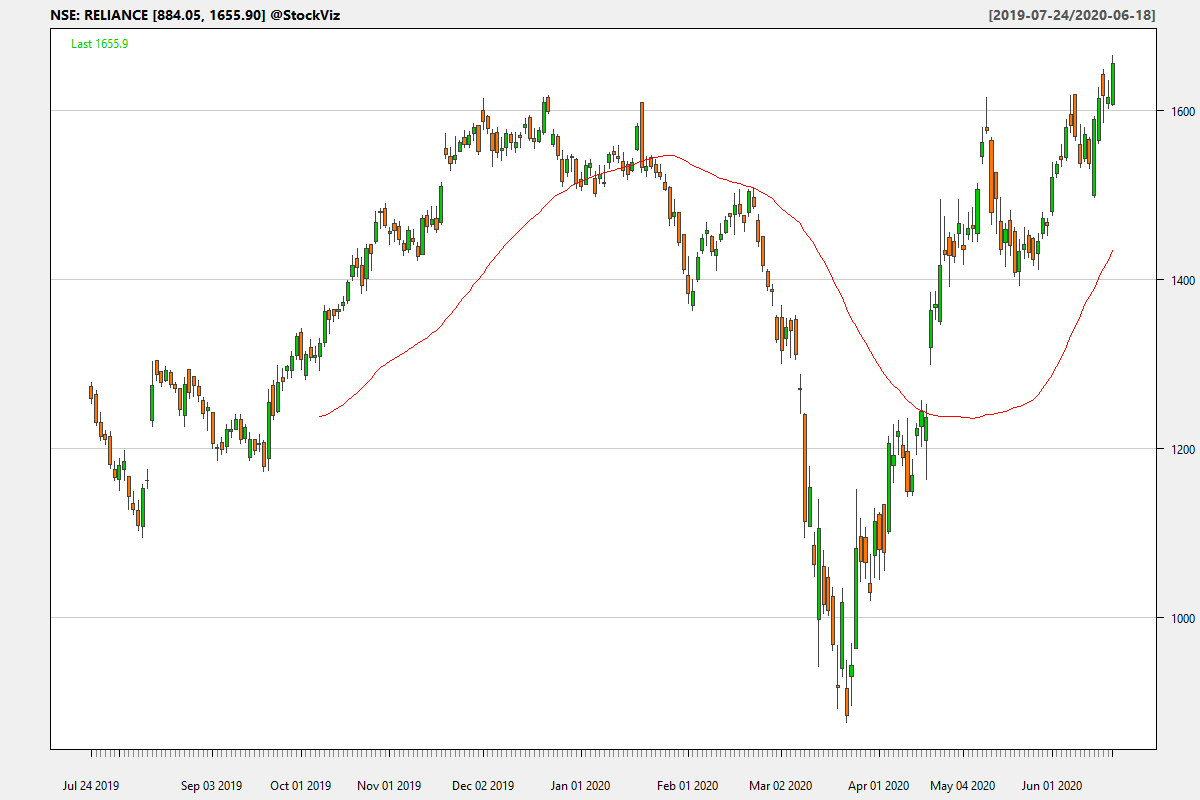 NSE: RELIANCE [884.05, 1655.90] @StockViz [2019-07-24/2020-06-18]
Last 1655.9
1600
1400
1200
1000
Jul 24 2019 Sep 03 2019 Oct 01 2019 Nov 01 2019 Dec 02 2019 Jan 01 2020 Feb 01 2020 Mar 02 2020 Apr 01 2020 May 04 2020 Jun 01 2020